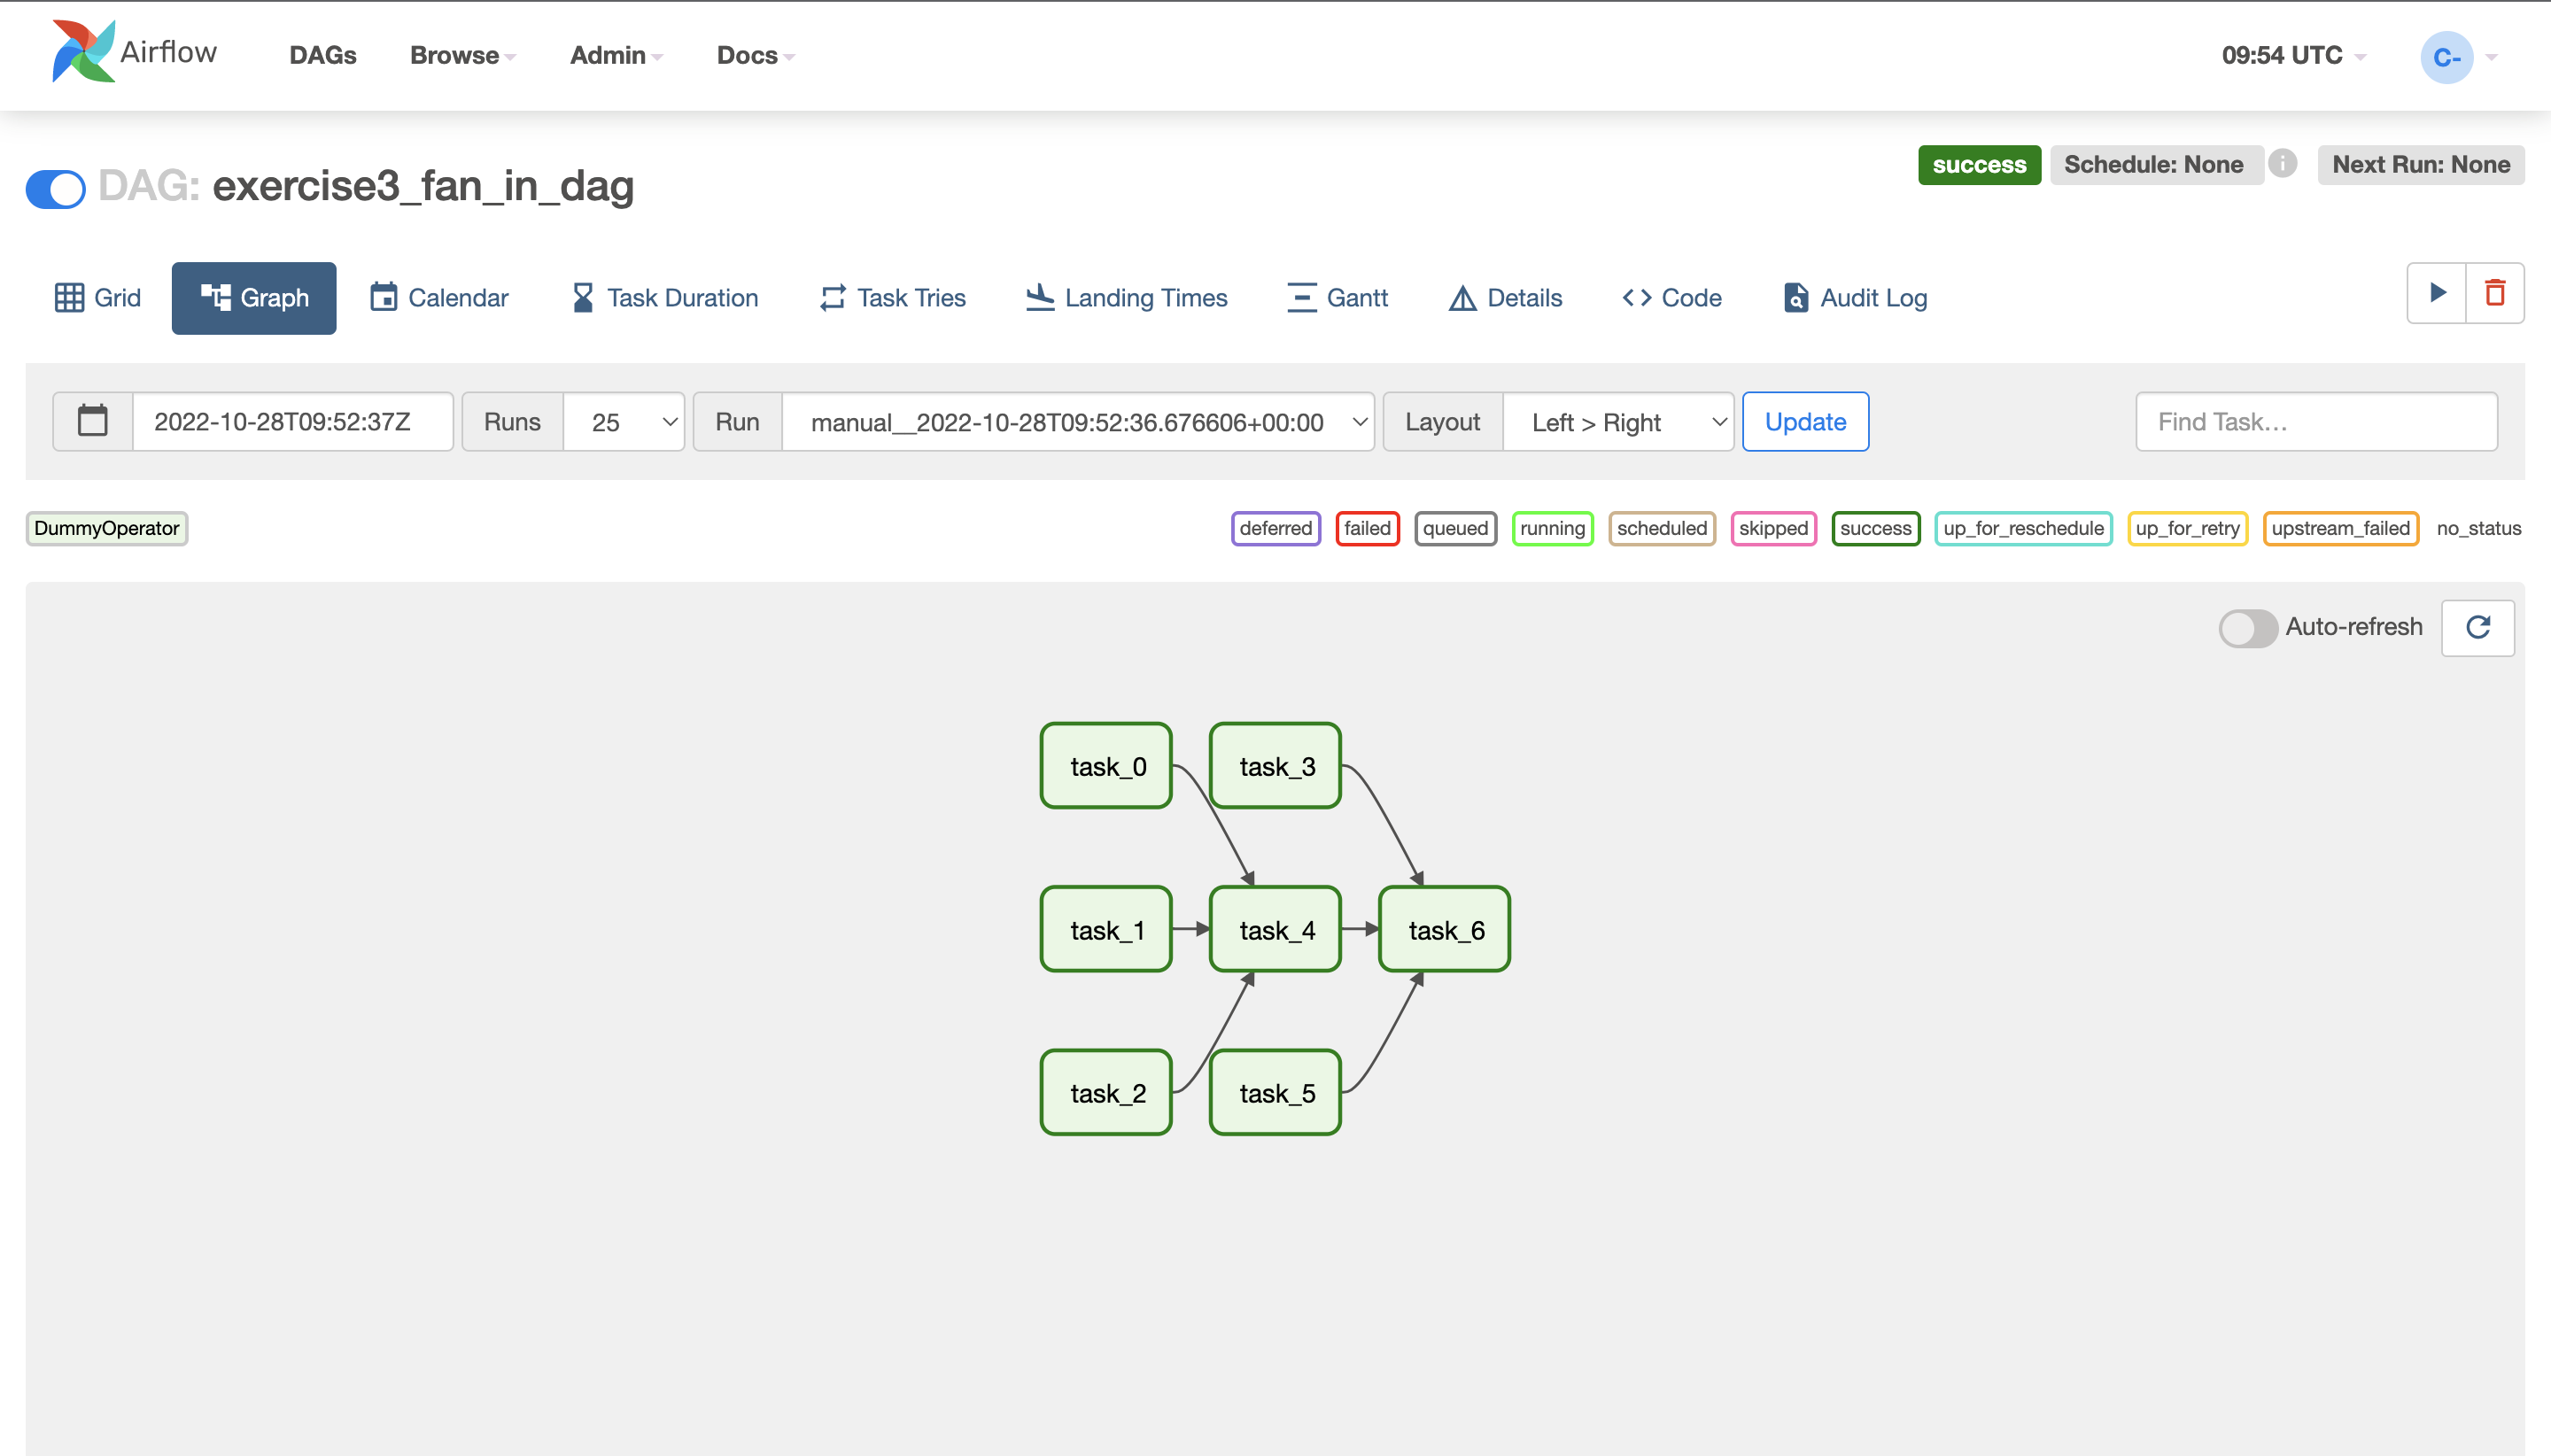 Airflow DAGs Browse Admin Docs 09:54 UTC C-
DAG: exercise3_fan_in_dag success Schedule: None i Next Run: None
Grid Graph Calendar Task Duration Task Tries Landing Times Gantt Details Code Audit Log
2022-10-28T09:52:37Z Runs 25 Run manual__2022-10-28T09:52:36.676606+00:00 Layout Left > Right Update Find Task…
DummyOperator deferred failed queued running scheduled skipped success up_for_reschedule up_for_retry upstream_failed no_status
Auto-refresh
task_0 task_3
task_1 task_4 task_6
task_2 task_5